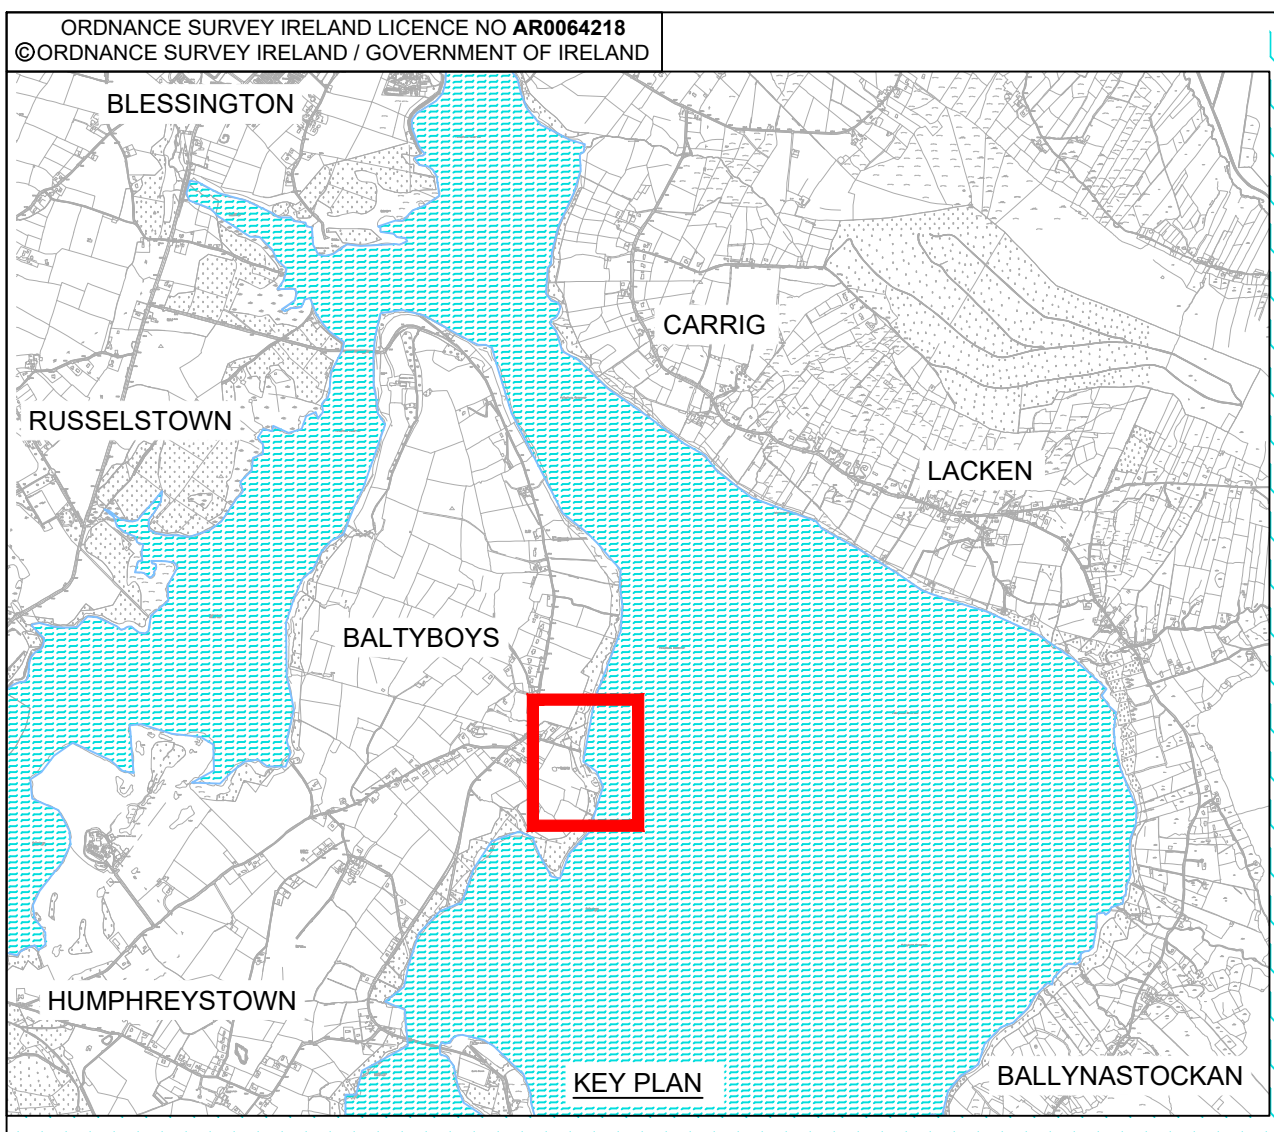 ORDNANCE SURVEY IRELAND LICENCE NO AR0064218
©ORDNANCE SURVEY IRELAND / GOVERNMENT OF IRELAND
BLESSINGTON
CARRIG
RUSSELSTOWN
LACKEN
BALTYBOYS
HUMPHREYSTOWN
KEY PLAN
BALLYNASTOCKAN